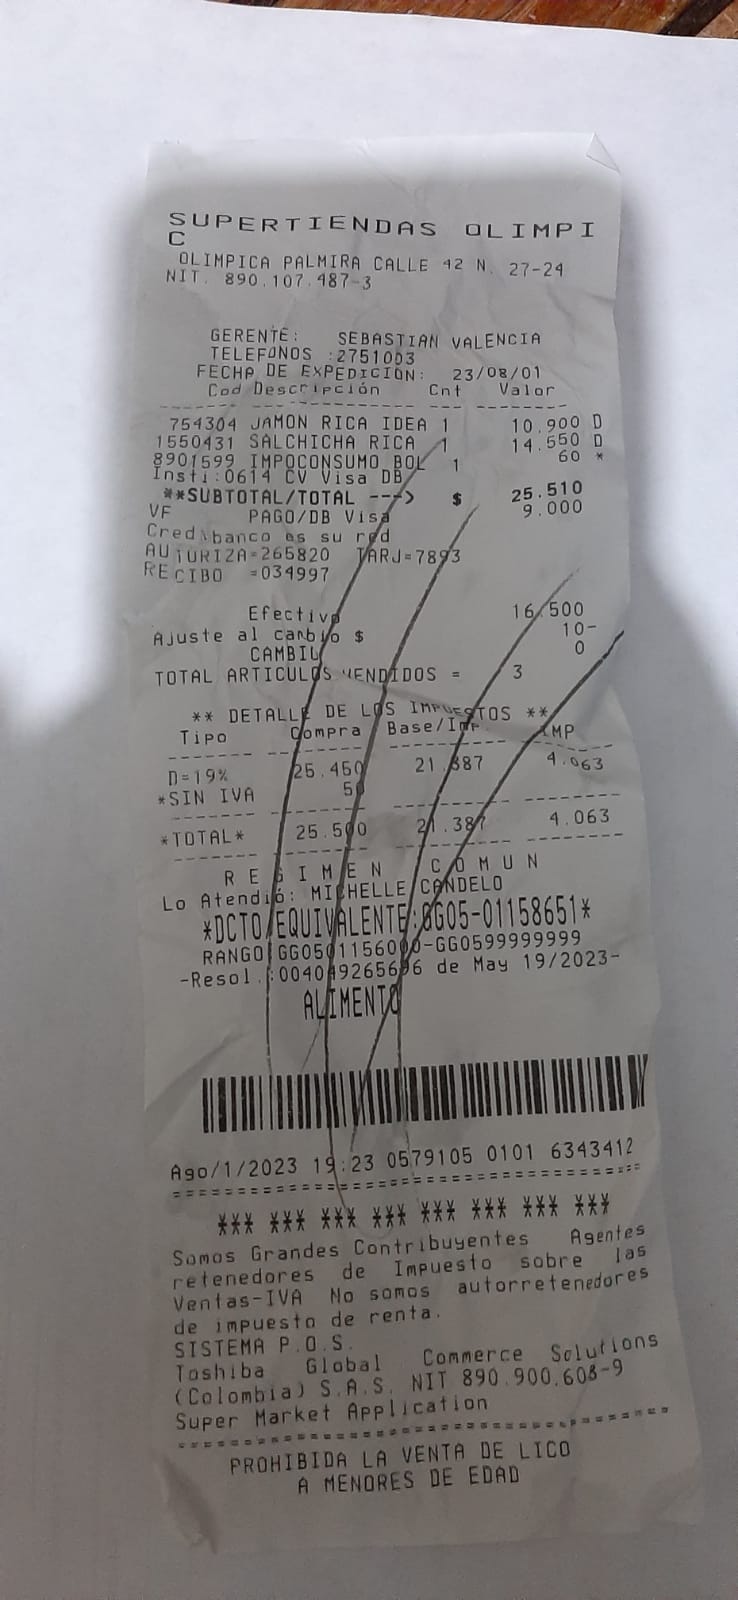 SUPERTIENDAS OLIMPI
C
OLIMPICA PALMIRA CALLE 42 N. 27-24
NIT. 890.107.487-3
GERENTE: SEBASTIAN VALENCIA
TELEFONOS :2751003
FECHA DE EXPEDICION: 23/08/01
Cod Descripción Cnt Valor
754304 JAMON RICA IDEA 1 10.900 D
1550431 SALCHICHA RICA 1 14.550 D
8901599 IMPOCONSUMO BOL 1 60 *
Insti:0614 CV Visa DB
**SUBTOTAL/TOTAL ---> $ 25.510
VF PAGO/DB Visa 9.000
Credibanco es su red
AUTORIZA=265820 TARJ=7893
RECIBO =034997
Efectivo 16.500
Ajuste al cambio $ 10-
CAMBIO 0
TOTAL ARTICULOS VENDIDOS = 3
** DETALLE DE LOS IMPUESTOS **
Tipo Compra Base/Imp. IMP
D=19% 25.450 21.387 4.063
*SIN IVA 50
*TOTAL* 25.500 21.387 4.063
REGIMEN COMUN
Lo Atendió: MICHELLE CANDELO
*DCTO EQUIVALENTE:GG05-01158651*
RANGO GG0501156000-GG0599999999
-Resol.: de May 19/2023-
ALIMENTO
Ago/1/2023 19:23 0579105 0101 6343412
*** *** *** *** *** *** *** ***
Somos Grandes Contribuyentes Agentes
retenedores de Impuesto sobre las
Ventas-IVA No somos autorretenedores
de impuesto de renta.
SISTEMA P.O.S.
Toshiba Global Commerce Solutions
(Colombia) S.A.S. NIT 890.900.608-9
Super Market Application
PROHIBIDA LA VENTA DE LICO
A MENORES DE EDAD